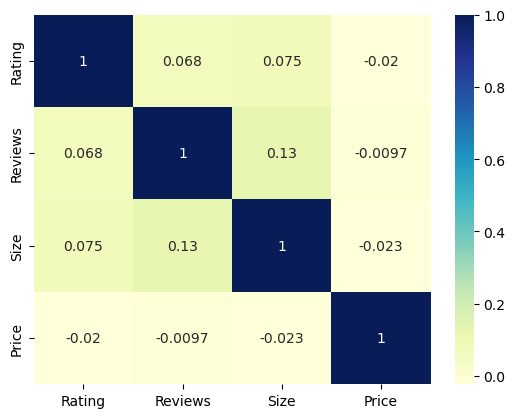 1.0
Rating 1 0.068 0.075 -0.02
0.8
Reviews 0.068 1 0.13 -0.0097
0.6
0.4
Size 0.075 0.13 1 -0.023
0.2
Price -0.02 -0.0097 -0.023 1
0.0
Rating Reviews Size Price